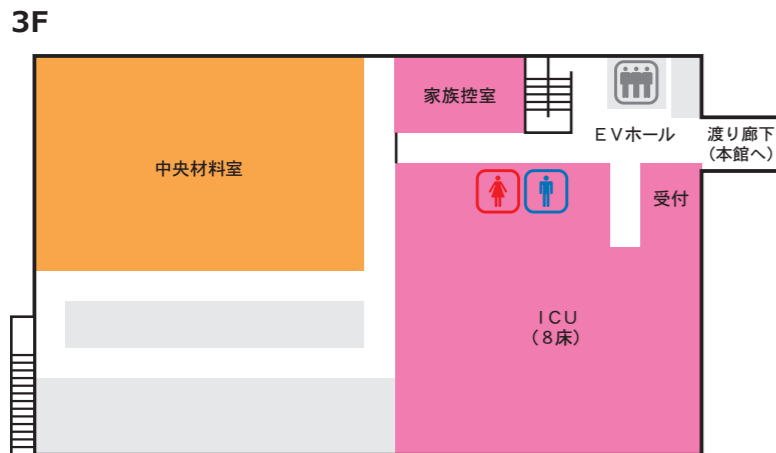 3F
家族控室
EVホール
渡り廊下
(本館へ)
中央材料室
受付
ICU
(8床)